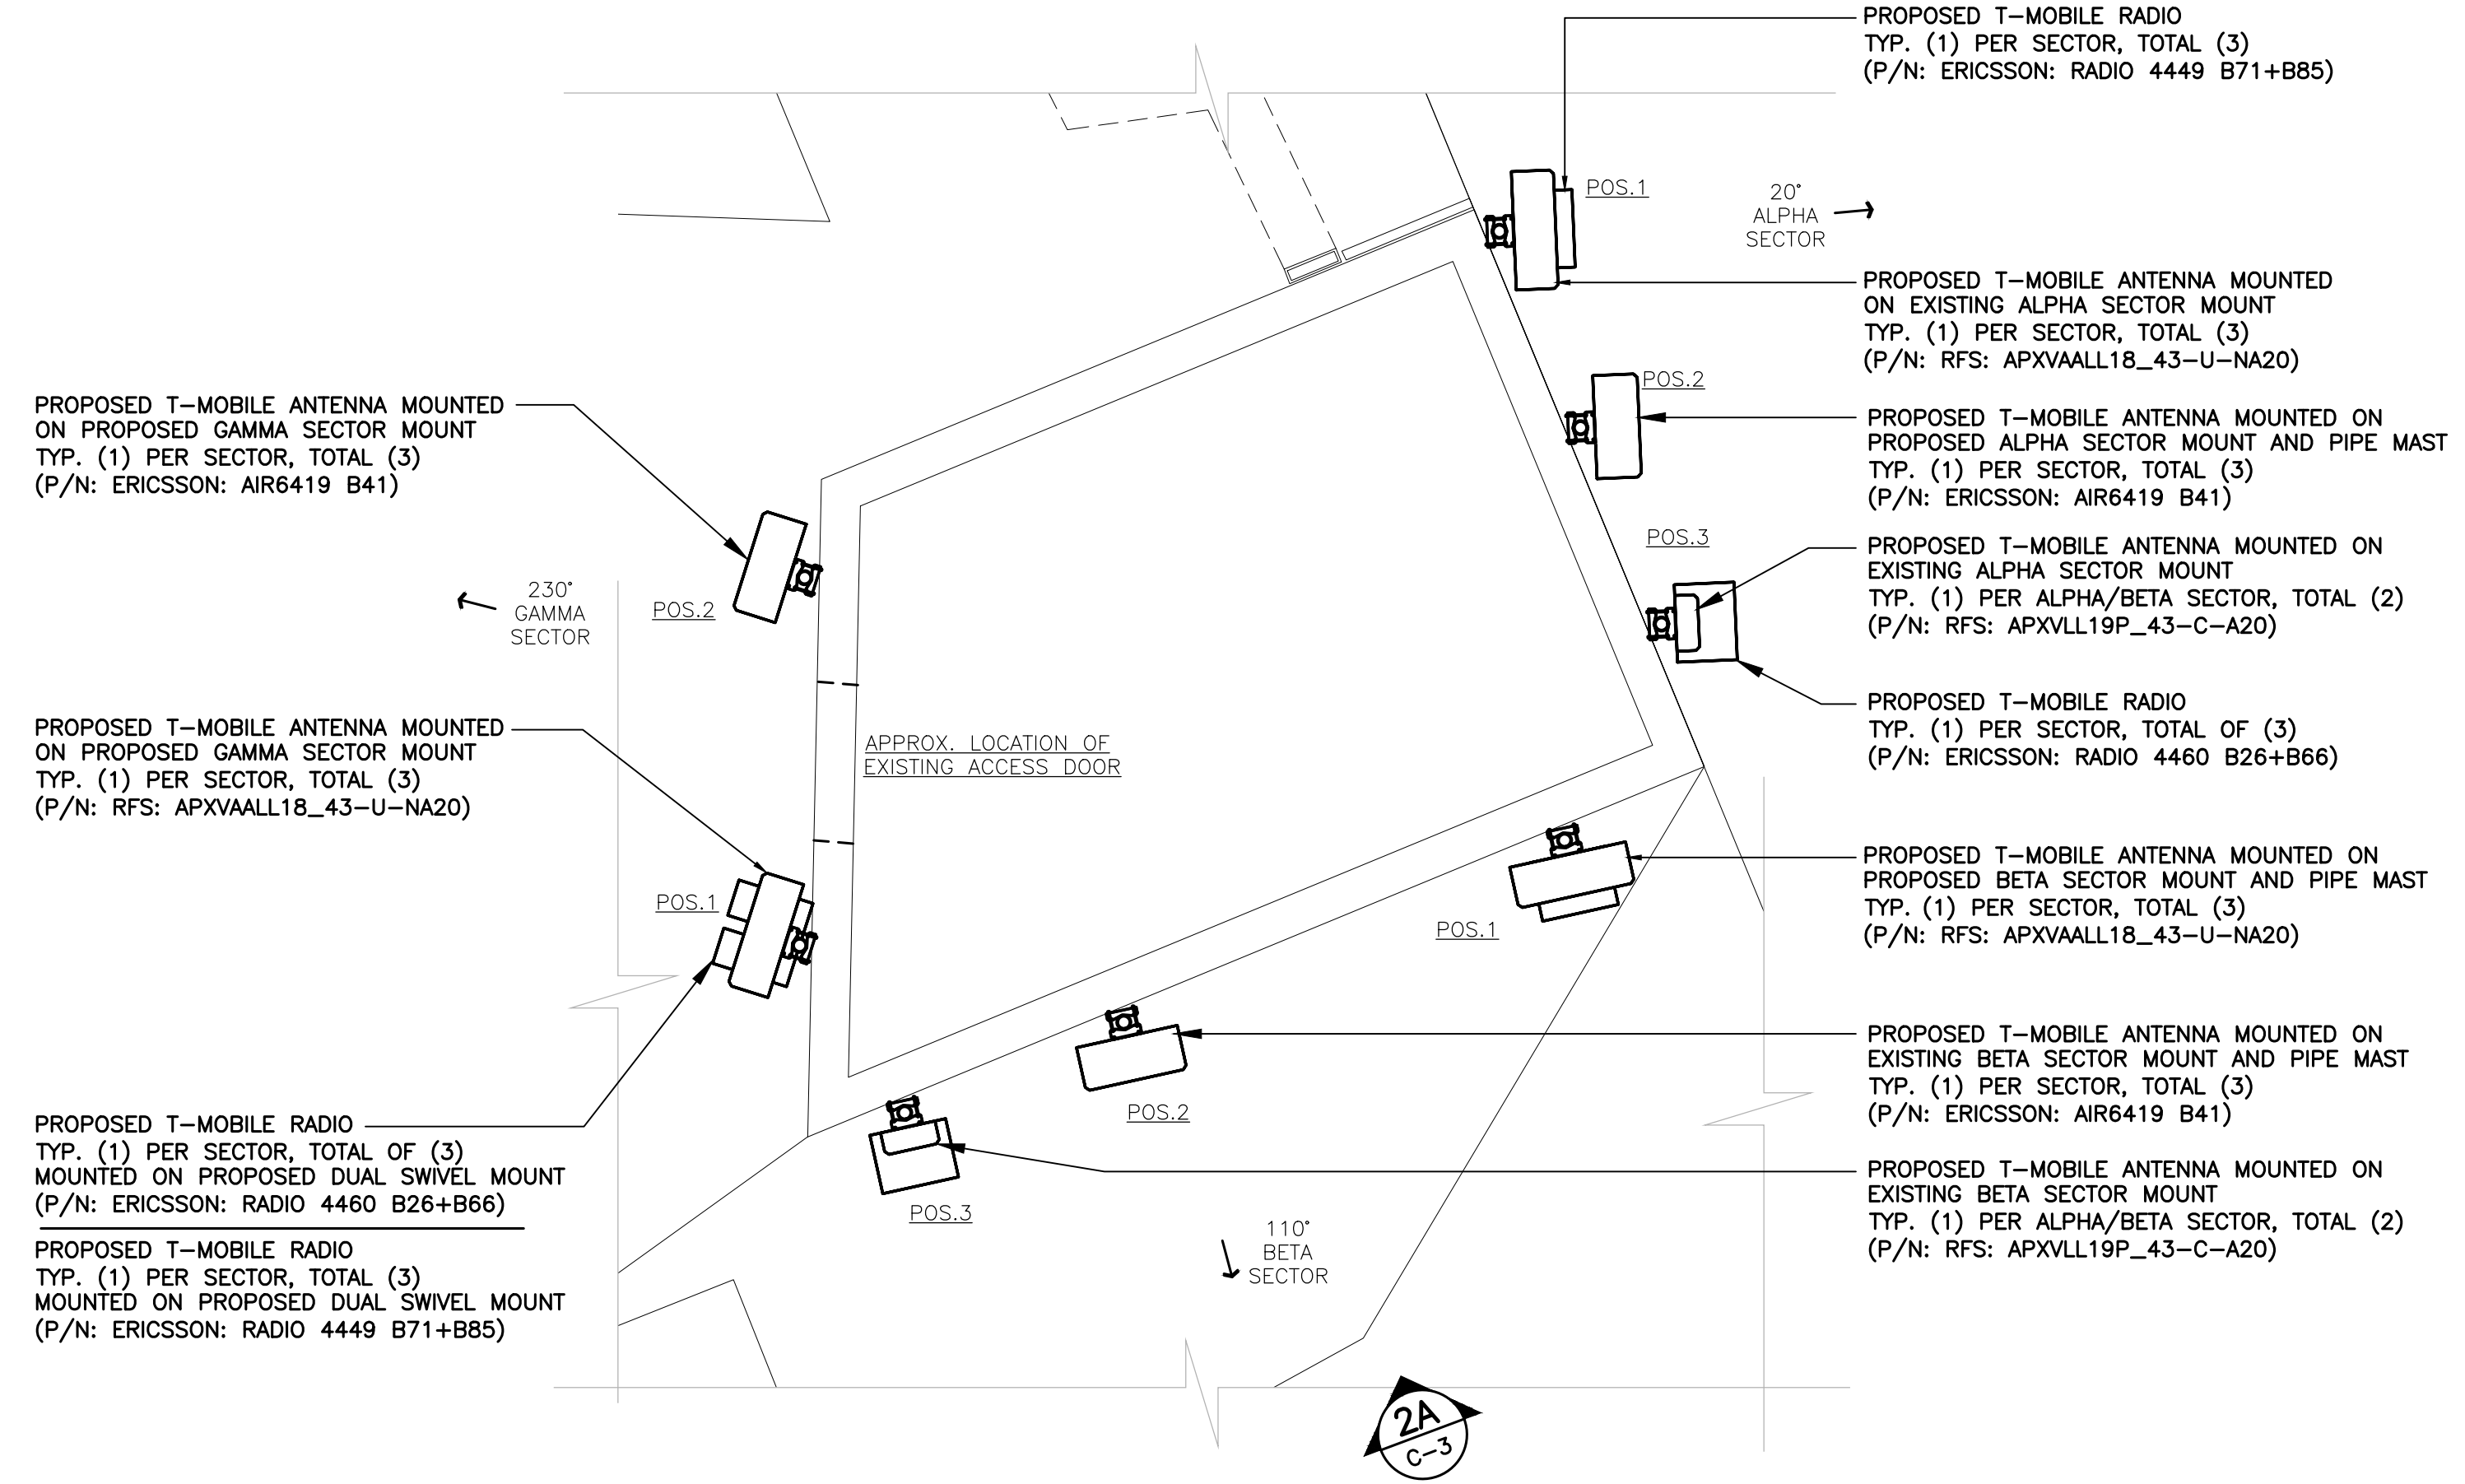 PROPOSED T-MOBILE RADIO
TYP. (1) PER SECTOR, TOTAL (3)
(P/N: ERICSSON: RADIO 4449 B71+B85)
POS.1
20°
ALPHA
SECTOR
PROPOSED T-MOBILE ANTENNA MOUNTED
ON EXISTING ALPHA SECTOR MOUNT
TYP. (1) PER SECTOR, TOTAL (3)
(P/N: RFS: APXVAALL18_43-U-NA20)
POS.2
PROPOSED T-MOBILE ANTENNA MOUNTED ON
PROPOSED ALPHA SECTOR MOUNT AND PIPE MAST
TYP. (1) PER SECTOR, TOTAL (3)
(P/N: ERICSSON: AIR6419 B41)
POS.3
PROPOSED T-MOBILE ANTENNA MOUNTED ON
EXISTING ALPHA SECTOR MOUNT
TYP. (1) PER ALPHA/BETA SECTOR, TOTAL (2)
(P/N: RFS: APXVLL19P_43-C-A20)
PROPOSED T-MOBILE RADIO
TYP. (1) PER SECTOR, TOTAL OF (3)
(P/N: ERICSSON: RADIO 4460 B26+B66)
PROPOSED T-MOBILE ANTENNA MOUNTED ON
PROPOSED BETA SECTOR MOUNT AND PIPE MAST
TYP. (1) PER SECTOR, TOTAL (3)
(P/N: RFS: APXVAALL18_43-U-NA20)
POS.1
PROPOSED T-MOBILE ANTENNA MOUNTED ON
EXISTING BETA SECTOR MOUNT AND PIPE MAST
TYP. (1) PER SECTOR, TOTAL (3)
(P/N: ERICSSON: AIR6419 B41)
POS.2
PROPOSED T-MOBILE ANTENNA MOUNTED ON
EXISTING BETA SECTOR MOUNT
TYP. (1) PER ALPHA/BETA SECTOR, TOTAL (2)
(P/N: RFS: APXVLL19P_43-C-A20)
POS.3
110°
BETA
SECTOR
PROPOSED T-MOBILE ANTENNA MOUNTED
ON PROPOSED GAMMA SECTOR MOUNT
TYP. (1) PER SECTOR, TOTAL (3)
(P/N: ERICSSON: AIR6419 B41)
230°
GAMMA
SECTOR
POS.2
PROPOSED T-MOBILE ANTENNA MOUNTED
ON PROPOSED GAMMA SECTOR MOUNT
TYP. (1) PER SECTOR, TOTAL (3)
(P/N: RFS: APXVAALL18_43-U-NA20)
APPROX. LOCATION OF
EXISTING ACCESS DOOR
POS.1
PROPOSED T-MOBILE RADIO
TYP. (1) PER SECTOR, TOTAL OF (3)
MOUNTED ON PROPOSED DUAL SWIVEL MOUNT
(P/N: ERICSSON: RADIO 4460 B26+B66)
PROPOSED T-MOBILE RADIO
TYP. (1) PER SECTOR, TOTAL (3)
MOUNTED ON PROPOSED DUAL SWIVEL MOUNT
(P/N: ERICSSON: RADIO 4449 B71+B85)
2A
C-3